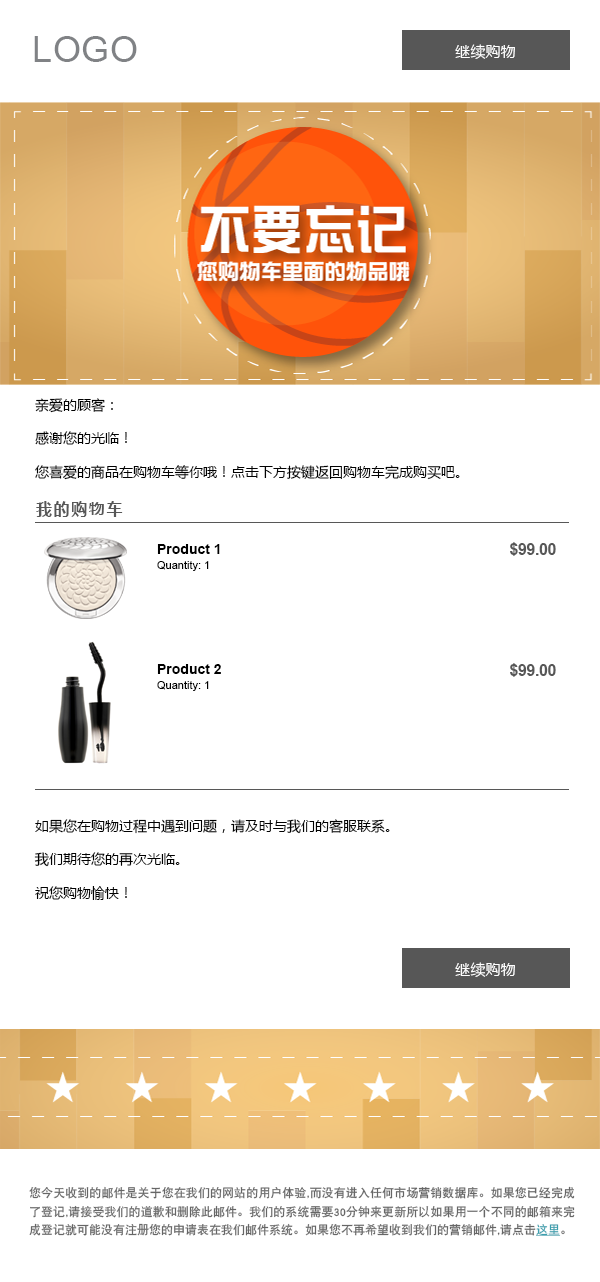 LOGO
继续购物
不要忘记
您购物车里面的物品哦
亲爱的顾客：
感谢您的光临！
您喜爱的商品在购物车等你哦！点击下方按键返回购物车完成购买吧。
我的购物车
Product 1
$99.00
Quantity: 1
Product 2
$99.00
Quantity: 1
如果您在购物过程中遇到问题，请及时与我们的客服联系。
我们期待您的再次光临。
祝您购物愉快！
继续购物
您今天收到的邮件是关于您在我们的网站的用户体验,而没有进入任何市场营销数据库。如果您已经完成
了登记,请接受我们的道歉和删除此邮件。我们的系统需要30分钟来更新所以如果用一个不同的邮箱来完
成登记就可能没有注册您的申请表在我们邮件系统。如果您不再希望收到我们的营销邮件,请点击这里。